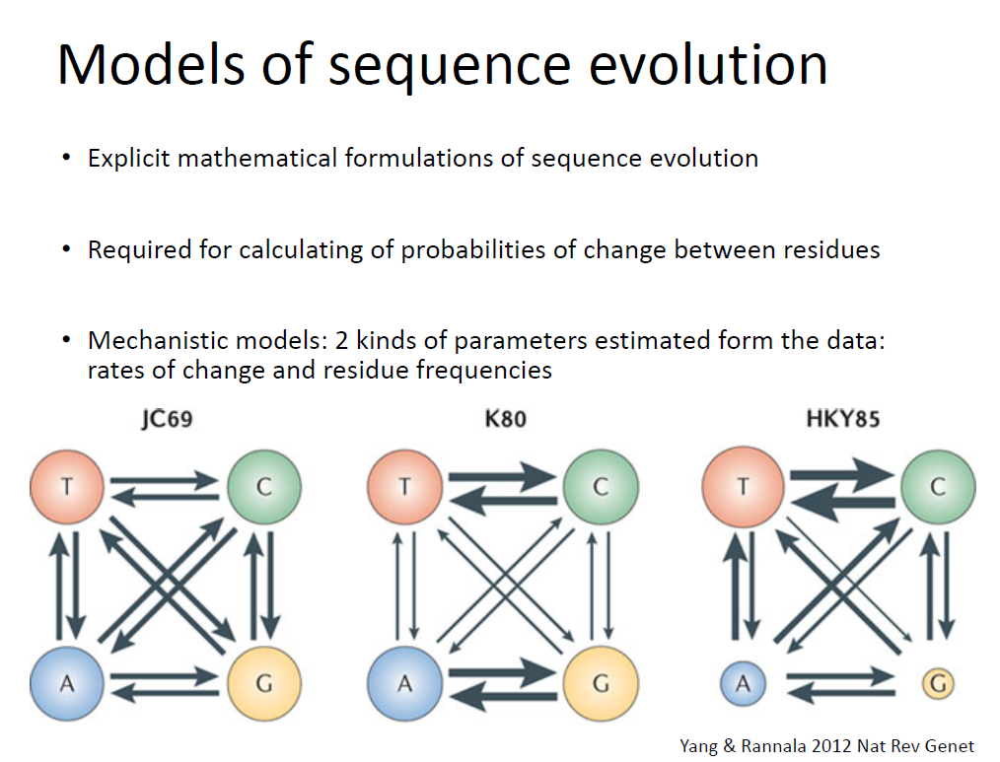 Models of sequence evolution
• Explicit mathematical formulations of sequence evolution
• Required for calculating of probabilities of change between residues
• Mechanistic models: 2 kinds of parameters estimated form the data:
rates of change and residue frequencies
JC69 K80 HKY85
T C T C T C
A G A G A G
Yang & Rannala 2012 Nat Rev Genet